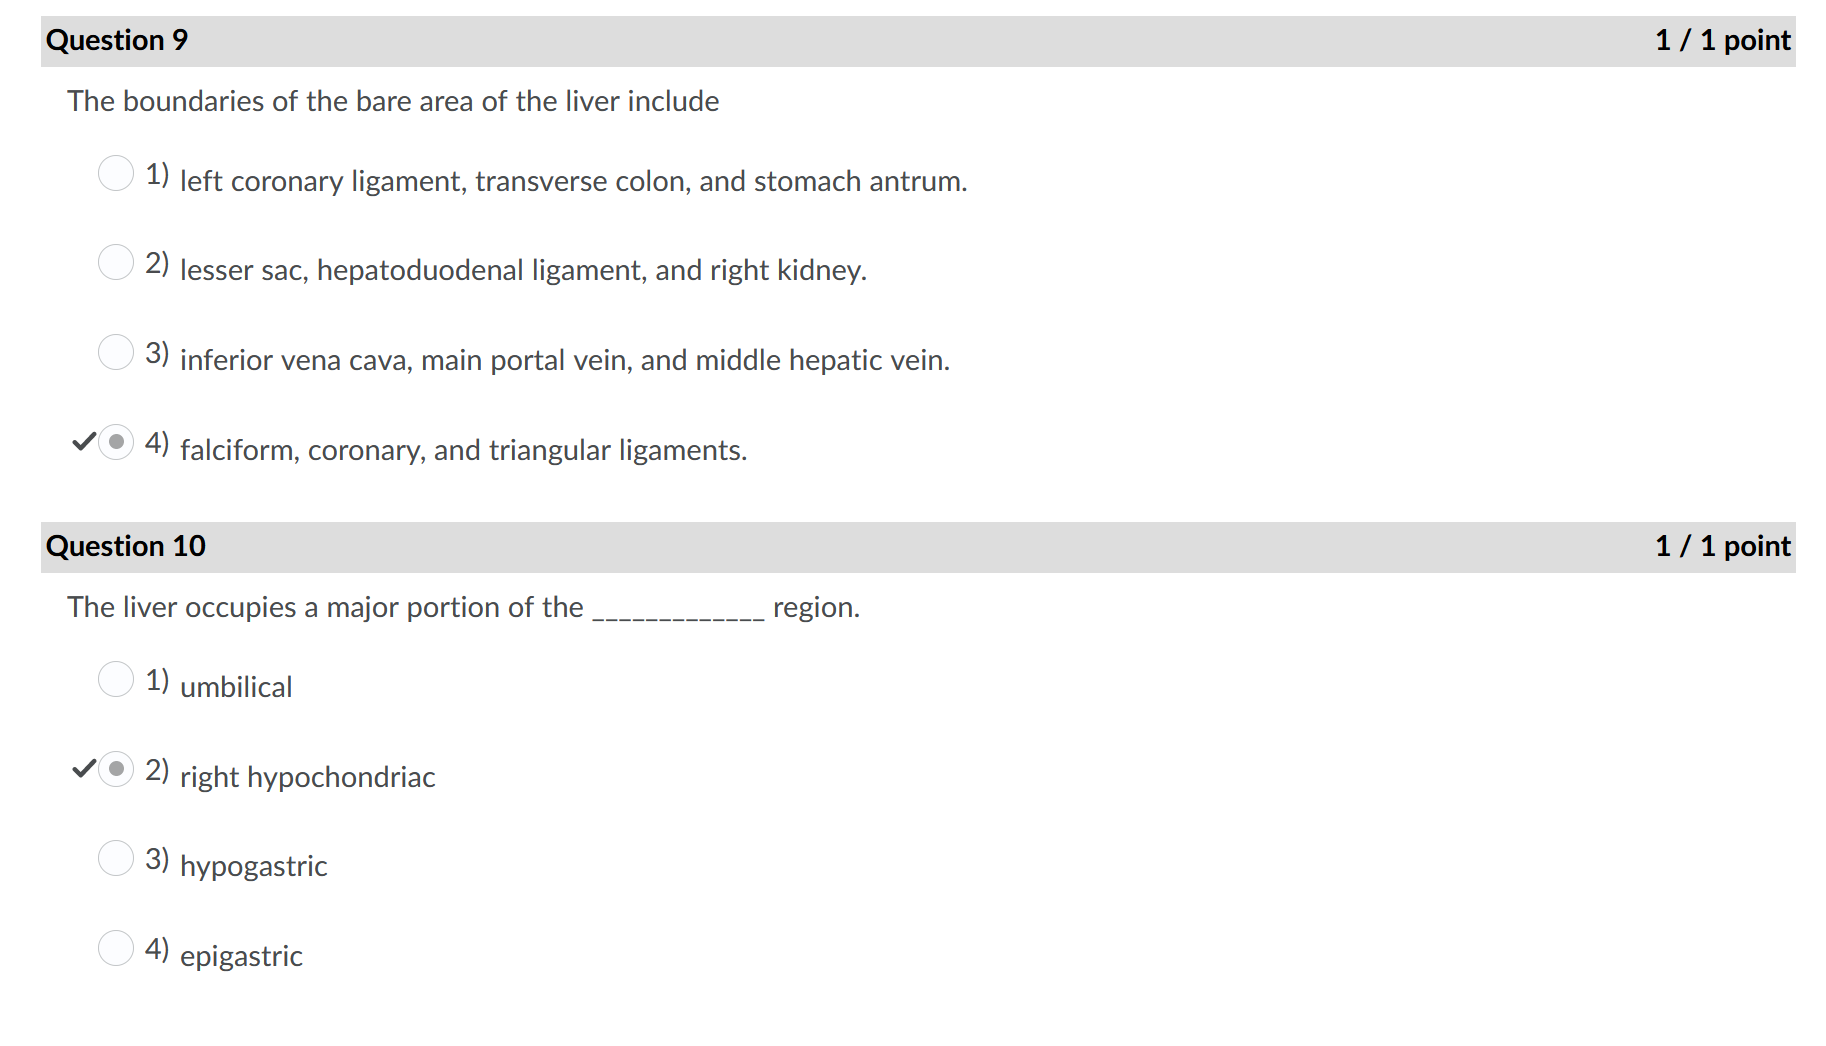 Question 9 1 / 1 point
The boundaries of the bare area of the liver include
1) left coronary ligament, transverse colon, and stomach antrum.
2) lesser sac, hepatoduodenal ligament, and right kidney.
3) inferior vena cava, main portal vein, and middle hepatic vein.
4) falciform, coronary, and triangular ligaments.
Question 10 1 / 1 point
The liver occupies a major portion of the _____________ region.
1) umbilical
2) right hypochondriac
3) hypogastric
4) epigastric